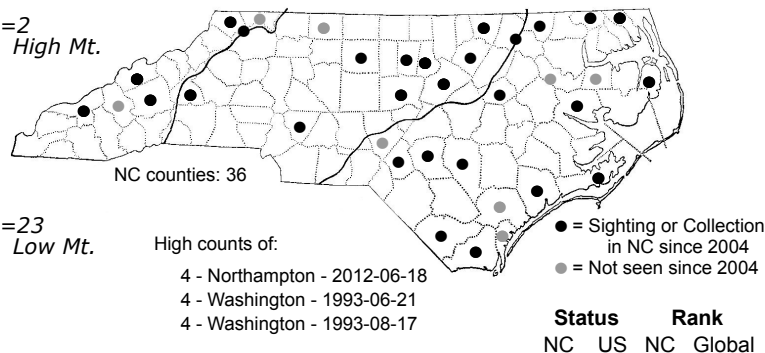 =2
High Mt.
NC counties: 36
=23
Low Mt.
High counts of:
4 - Northampton - 2012-06-18
4 - Washington - 1993-06-21
4 - Washington - 1993-08-17
= Sighting or Collection
in NC since 2004
= Not seen since 2004
Status Rank
NC US NC Global